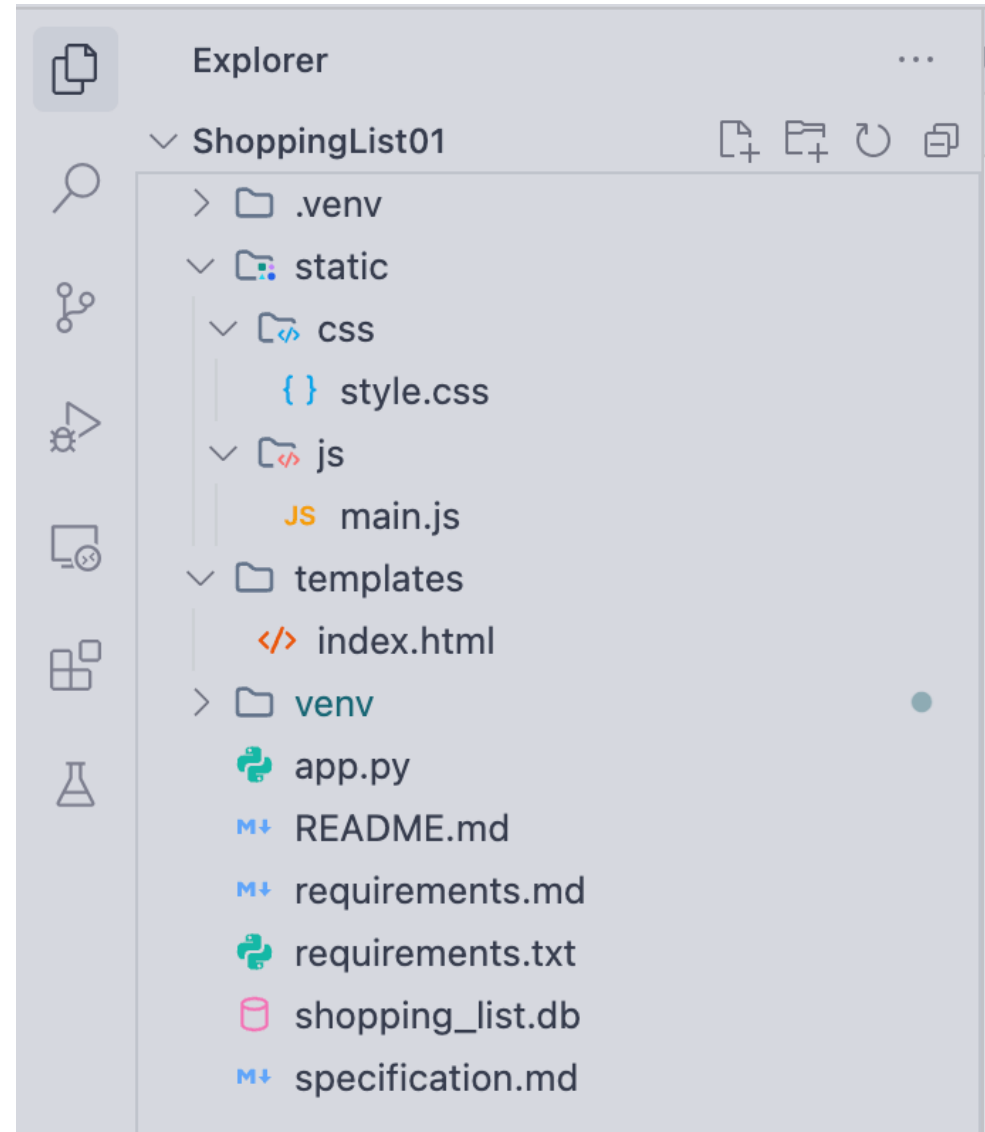 Explorer
ShoppingList01
.venv
static
css
style.css
js
JS main.js
templates
index.html
venv
app.py
M README.md
M requirements.md
requirements.txt
shopping_list.db
M specification.md